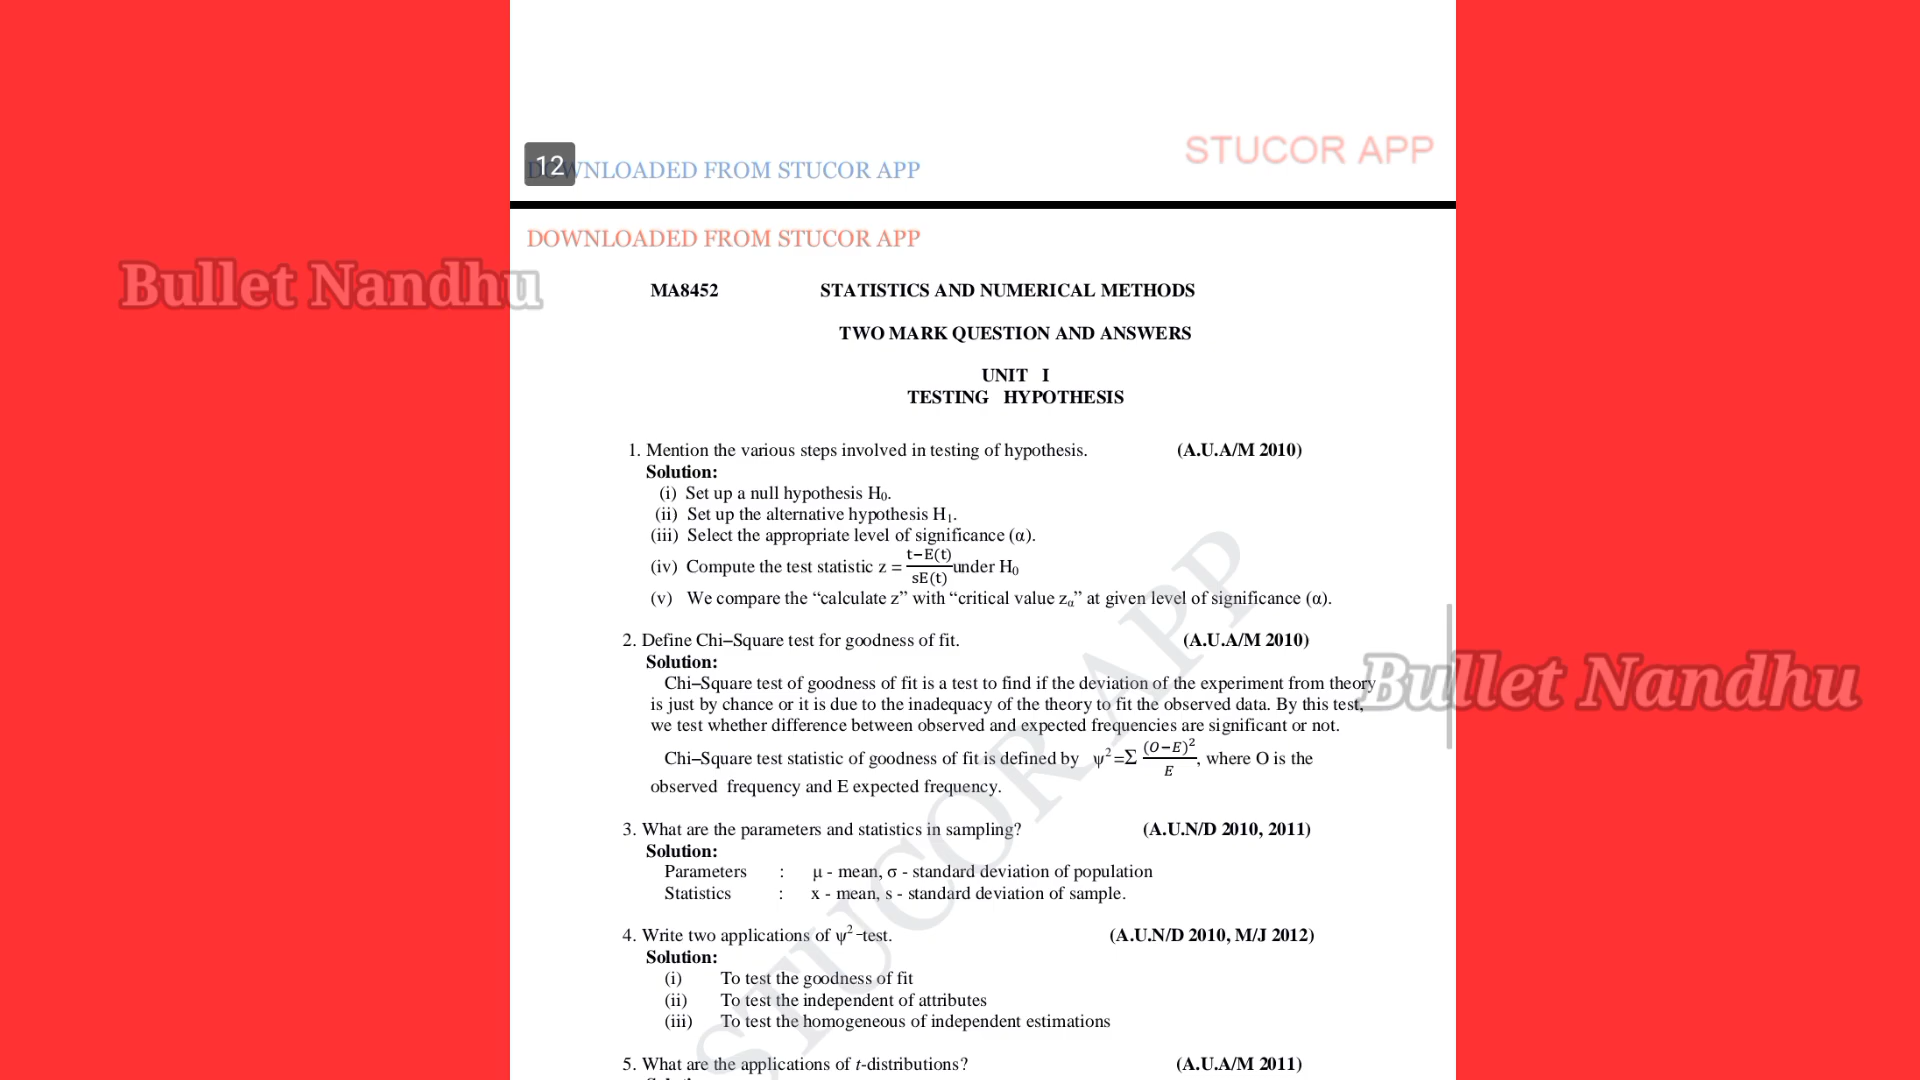 STUCOR APP
12
DOWNLOADED FROM STUCOR APP
DOWNLOADED FROM STUCOR APP
Bullet Nandhu
MA8452 STATISTICS AND NUMERICAL METHODS
TWO MARK QUESTION AND ANSWERS
UNIT I
TESTING HYPOTHESIS
1. Mention the various steps involved in testing of hypothesis. (A.U.A/M 2010)
Solution:
(i) Set up a null hypothesis H₀.
(ii) Set up the alternative hypothesis H₁.
(iii) Select the appropriate level of significance (α).
(iv) Compute the test statistic z = t−E(t)/sE(t) under H₀
(v) We compare the “calculate z” with “critical value zα” at given level of significance (α).
2. Define Chi–Square test for goodness of fit. (A.U.A/M 2010)
Solution:
Chi–Square test of goodness of fit is a test to find if the deviation of the experiment from theory
is just by chance or it is due to the inadequacy of the theory to fit the observed data. By this test,
we test whether difference between observed and expected frequencies are significant or not.
Chi–Square test statistic of goodness of fit is defined by ψ²=Σ (O−E)²/E, where O is the
observed frequency and E expected frequency.
Bullet Nandhu
3. What are the parameters and statistics in sampling? (A.U.N/D 2010, 2011)
Solution:
Parameters : μ - mean, σ - standard deviation of population
Statistics : x - mean, s - standard deviation of sample.
4. Write two applications of ψ² –test. (A.U.N/D 2010, M/J 2012)
Solution:
(i) To test the goodness of fit
(ii) To test the independent of attributes
(iii) To test the homogeneous of independent estimations
5. What are the applications of t-distributions? (A.U.A/M 2011)
STUCOR APP